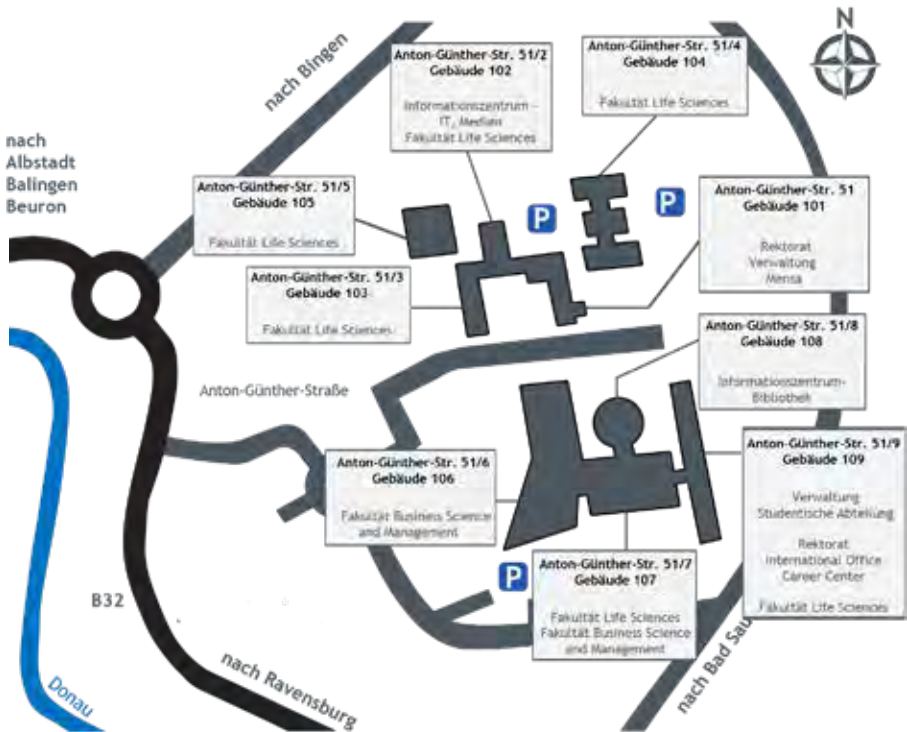 N
nach Bingen
nach
Albstadt
Balingen
Beuron
Anton-Günther-Str. 51/2
Gebäude 102
Informationszentrum -
IT, Medien
Fakultät Life Sciences
Anton-Günther-Str. 51/4
Gebäude 104
Fakultät Life Sciences
Anton-Günther-Str. 51/5
Gebäude 105
Fakultät Life Sciences
P
P
Anton-Günther-Str. 51
Gebäude 101
Rektorat
Verwaltung
Mensa
Anton-Günther-Str. 51/3
Gebäude 103
Fakultät Life Sciences
Anton-Günther-Str. 51/8
Gebäude 108
Informationszentrum-
Bibliothek
Anton-Günther-Straße
Anton-Günther-Str. 51/6
Gebäude 106
Fakultät Business Science
and Management
Anton-Günther-Str. 51/9
Gebäude 109
Verwaltung
Studentische Abteilung
Rektorat
International Office
Career Center
Fakultät Life Sciences
P
Anton-Günther-Str. 51/7
Gebäude 107
Fakultät Life Sciences
Fakultät Business Science
and Management
B32
nach Ravensburg
Donau
nach Bad Sau